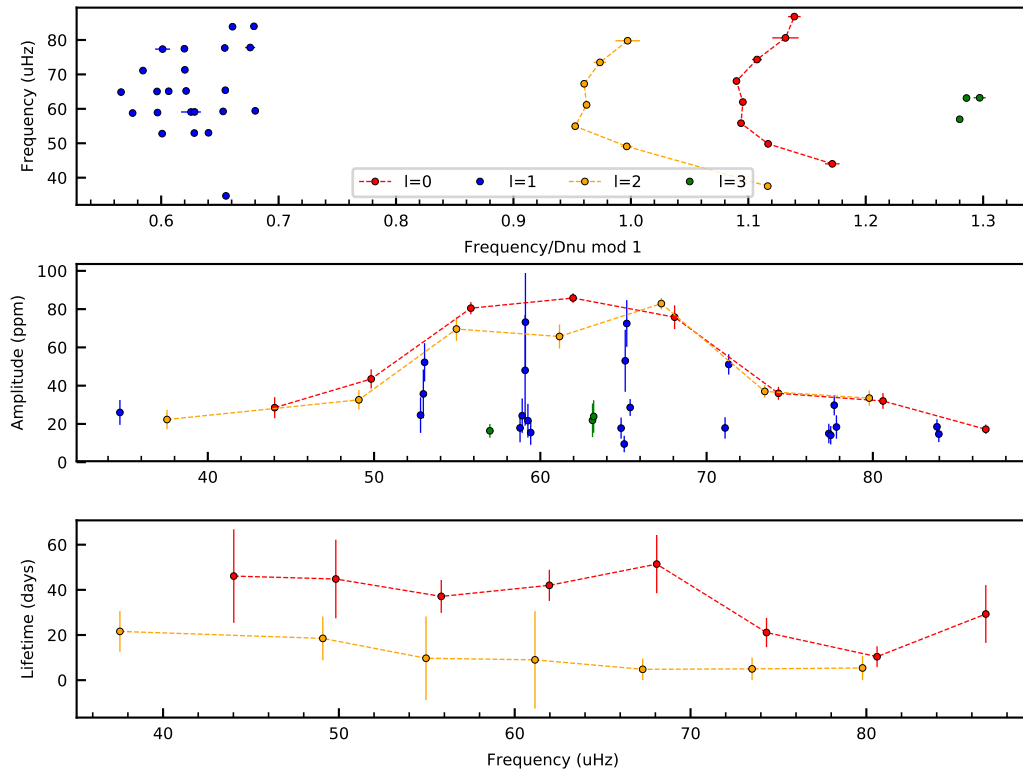 Frequency (uHz)
80
70
60
50
40
l=0 l=1 l=2 l=3
0.6 0.7 0.8 0.9 1.0 1.1 1.2 1.3
Frequency/Dnu mod 1
Amplitude (ppm)
100
80
60
40
20
0
40 50 60 70 80
Lifetime (days)
60
40
20
0
40 50 60 70 80
Frequency (uHz)